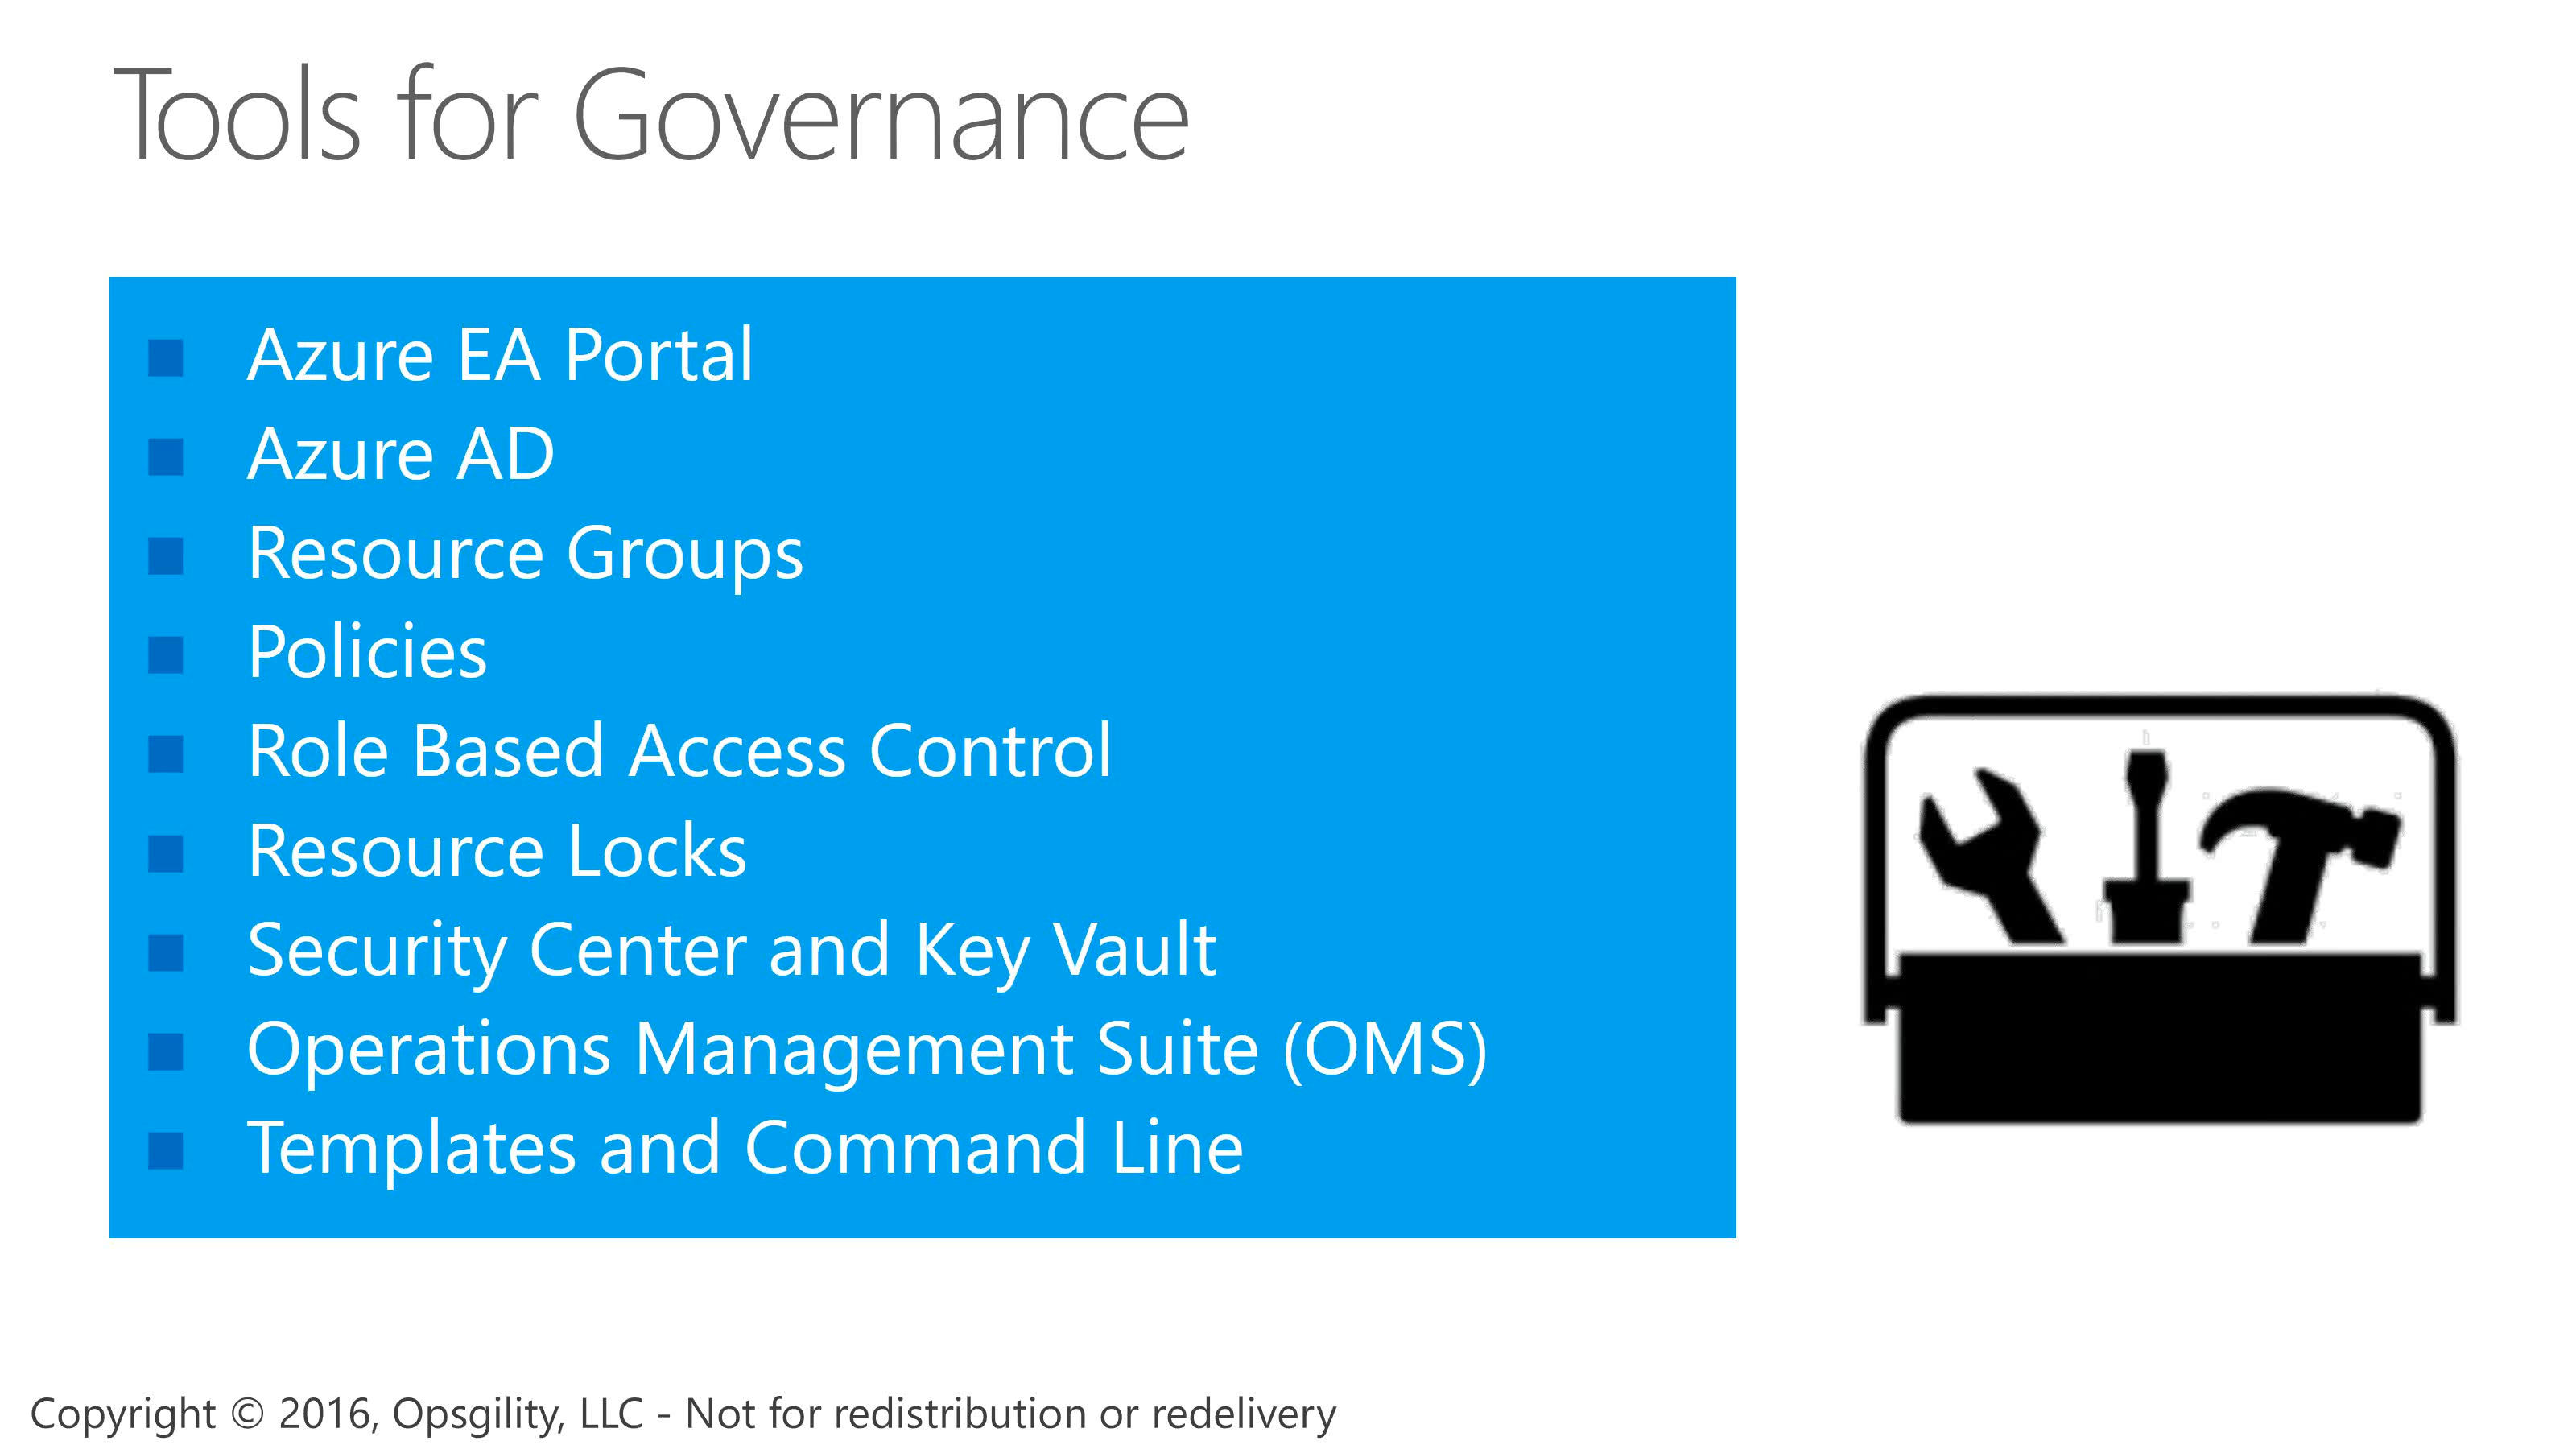 Tools for Governance
Azure EA Portal
Azure AD
Resource Groups
Policies
Role Based Access Control
Resource Locks
Security Center and Key Vault
Operations Management Suite (OMS)
Templates and Command Line
Copyright © 2016, Opsgility, LLC - Not for redistribution or redelivery